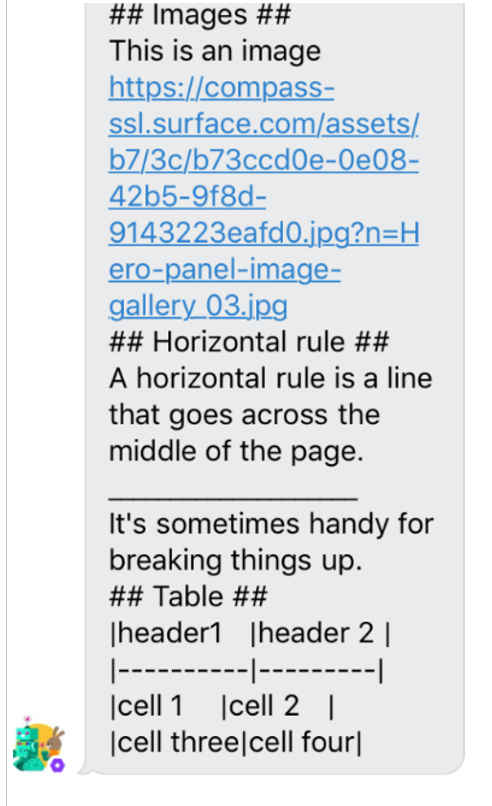 ## Images ##
This is an image
https://compass-
ssl.surface.com/assets/
b7/3c/b73ccd0e-0e08-
42b5-9f8d-
9143223eafd0.jpg?n=H
ero-panel-image-
gallery_03.jpg
## Horizontal rule ##
A horizontal rule is a line
that goes across the
middle of the page.
___________________
It's sometimes handy for
breaking things up.
## Table ##
|header1   |header 2 |
|----------|---------|
|cell 1    |cell 2   |
|cell three|cell four|